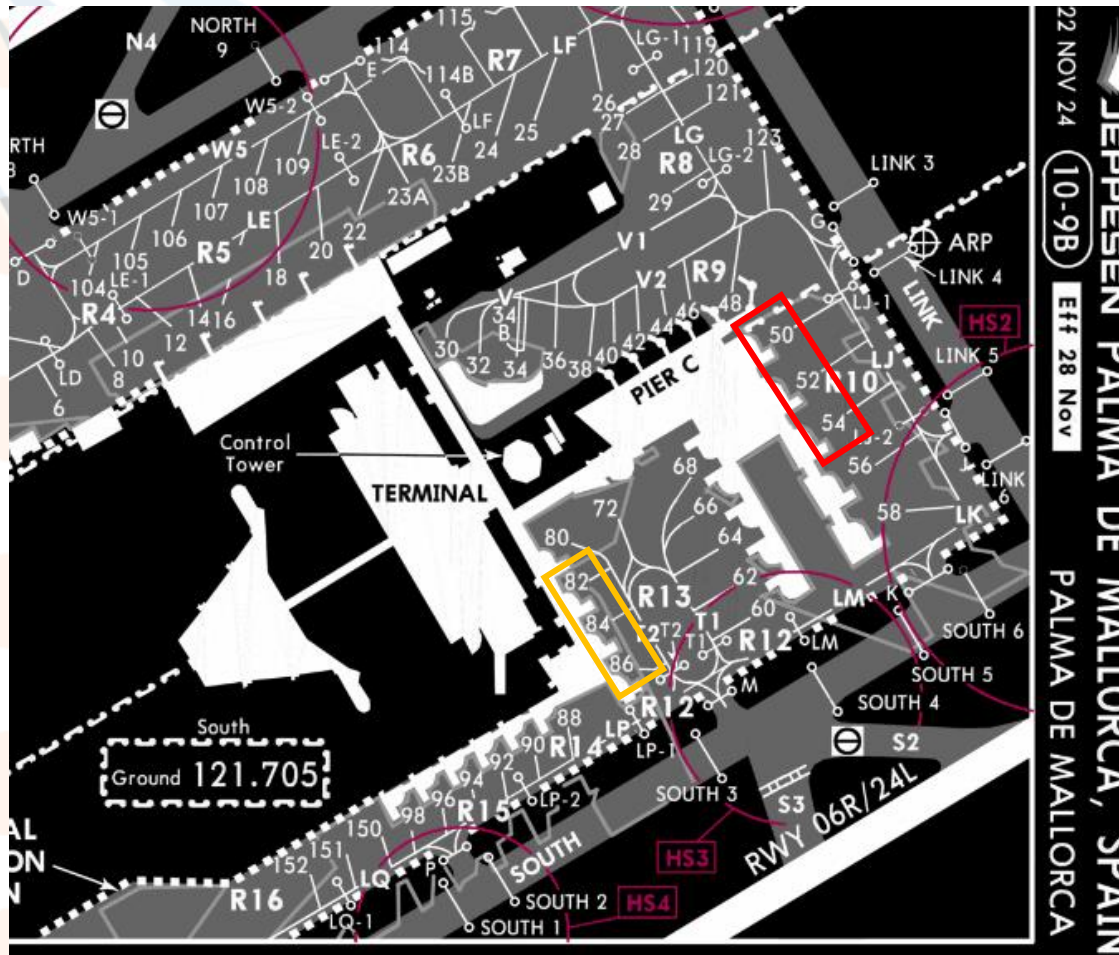 N4
NORTH
9
115
114
E
114B
R7
LF
LG-1
119
120
121
W5-2
W5
109
108
107
106
105
104
LE-2
LE
R6
LF
23B
23A
24
25
26
27
28
LG
R8
LG-2
123
29
LINK 3
G
ARP
LINK 4
LINK
W5-1
D
LE-1
R5
R4
LD
6
8
10
12
14
16
18
20
22
V1
V2
V
R9
30
32
34
34
B
36
38
40
42
44
46
48
PIER C
50
52
54
56
58
LJ-1
LJ
R10
HS2
LINK 5
J
LINK
6
LK
Control
Tower
TERMINAL
68
66
64
72
62
60
80
82
84
86
R13
T2
T2
T1
T1
R12
LM
LM
K
SOUTH 6
SOUTH 5
SOUTH 4
M
R12
LP
LP-1
88
90
92
94
96
98
R14
LP-2
R15
150
151
152
LQ
LQ-1
P
R16
SOUTH
SOUTH 3
SOUTH 2
SOUTH 1
S2
S3
RWY 06R/24L
HS3
HS4
South
Ground 121.705
JEPPESEN
22 NOV 24
10-9B
Eff 28 Nov
PALMA DE MALLORCA, SPAIN
PALMA DE MALLORCA